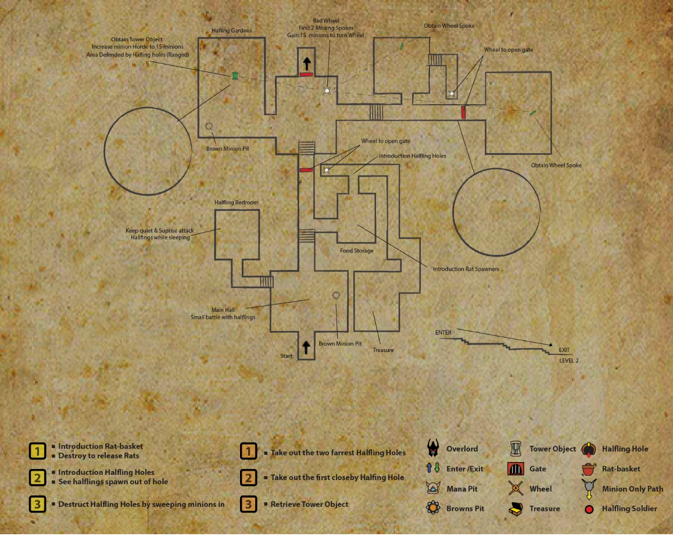 Halfling Gardens
Obtain Tower Object
Increase minion Horde to 15 minions
Area Defended by Halfling holes (Ranged)
Bad Wheel
Find 2 Missing Spokes
Gain 15 minions to turn Wheel
Obtain Wheel Spoke
Wheel to open gate
Brown Minion Pit
Wheel to open gate
Introduction Halfling Holes
Obtain Wheel Spoke
Halfling Bedroom
Keep quiet & Suprise attack
Halflings while sleeping
Food Storage
Introduction Rat Spawners
Main Hall
Small battle with halflings
Brown Minion Pit
Treasure
Start
ENTER
EXIT
LEVEL 2
1
Introduction Rat-basket
Destroy to release Rats
2
Introduction Halfling Holes
See halflings spawn out of hole
3
Destruct Halfling Holes by sweeping minions in
1
Take out the two farrest Halfling Holes
2
Take out the first closeby Halfing Hole
3
Retrieve Tower Object
Overlord
Enter /Exit
Mana Pit
Browns Pit
Tower Object
Gate
Wheel
Treasure
Halfling Hole
Rat-basket
Minion Only Path
Halfling Soldier